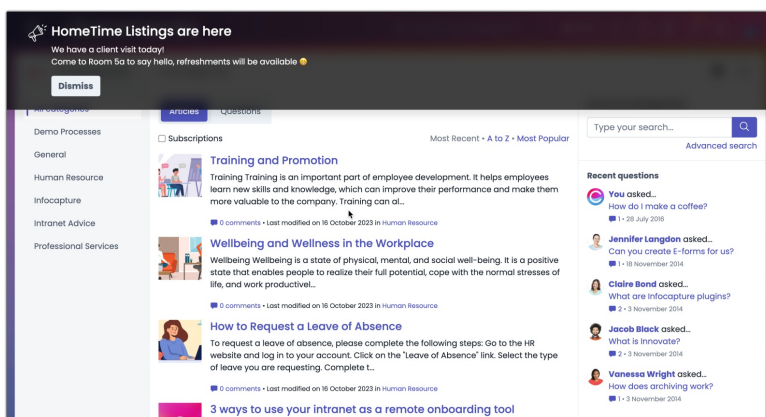 HomeTime Listings are here
We have a client visit today!
Come to Room 5a to say hello, refreshments will be available
Dismiss
All categories
Demo Processes
General
Human Resource
Infocapture
Intranet Advice
Professional Services
Articles Questions
Subscriptions
Most Recent • A to Z • Most Popular
Training and Promotion
Training Training is an important part of employee development. It helps employees
learn new skills and knowledge, which can improve their performance and make them
more valuable to the company. Training can al...
0 comments • Last modified on 16 October 2023 in Human Resource
Wellbeing and Wellness in the Workplace
Wellbeing Wellbeing is a state of physical, mental, and social well-being. It is a positive
state that enables people to realize their full potential, cope with the normal stresses of
life, and work productivel...
0 comments • Last modified on 16 October 2023 in Human Resource
How to Request a Leave of Absence
To request a leave of absence, please complete the following steps: Go to the HR
website and log in to your account. Click on the "Leave of Absence" link. Select the type
of leave you are requesting. Complete t...
0 comments • Last modified on 16 October 2023 in Human Resource
3 ways to use your intranet as a remote onboarding tool
Type your search...
Advanced search
Recent questions
You asked...
How do I make a coffee?
1 • 28 July 2016
Jennifer Langdon asked...
Can you create E-forms for us?
1 • 18 November 2014
Claire Bond asked...
What are Infocapture plugins?
2 • 3 November 2014
Jacob Black asked...
What is Innovate?
2 • 3 November 2014
Vanessa Wright asked...
How does archiving work?
1 • 3 November 2014